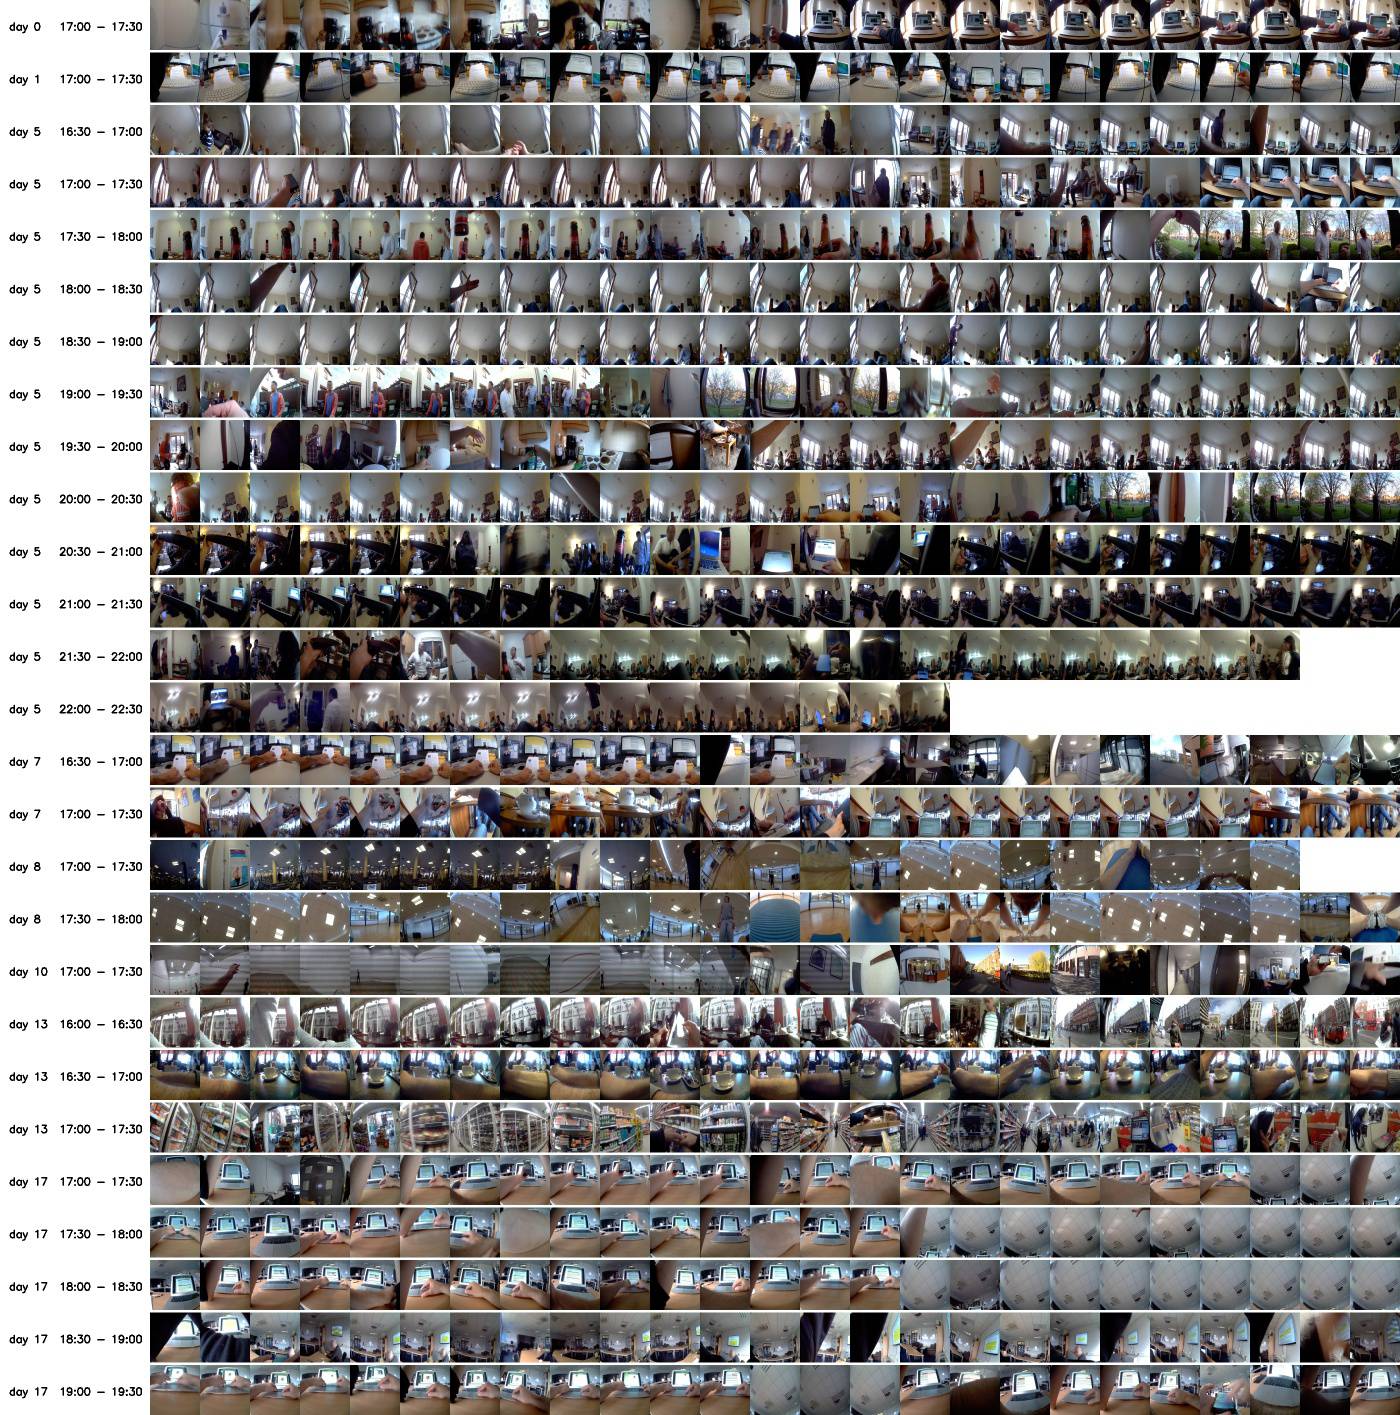 day 0 17:00 - 17:30
day 1 17:00 - 17:30
day 5 16:30 - 17:00
day 5 17:00 - 17:30
day 5 17:30 - 18:00
day 5 18:00 - 18:30
day 5 18:30 - 19:00
day 5 19:00 - 19:30
day 5 19:30 - 20:00
day 5 20:00 - 20:30
day 5 20:30 - 21:00
day 5 21:00 - 21:30
day 5 21:30 - 22:00
day 5 22:00 - 22:30
day 7 16:30 - 17:00
day 7 17:00 - 17:30
day 8 17:00 - 17:30
day 8 17:30 - 18:00
day 10 17:00 - 17:30
day 13 16:00 - 16:30
day 13 16:30 - 17:00
day 13 17:00 - 17:30
day 17 17:00 - 17:30
day 17 17:30 - 18:00
day 17 18:00 - 18:30
day 17 18:30 - 19:00
day 17 19:00 - 19:30